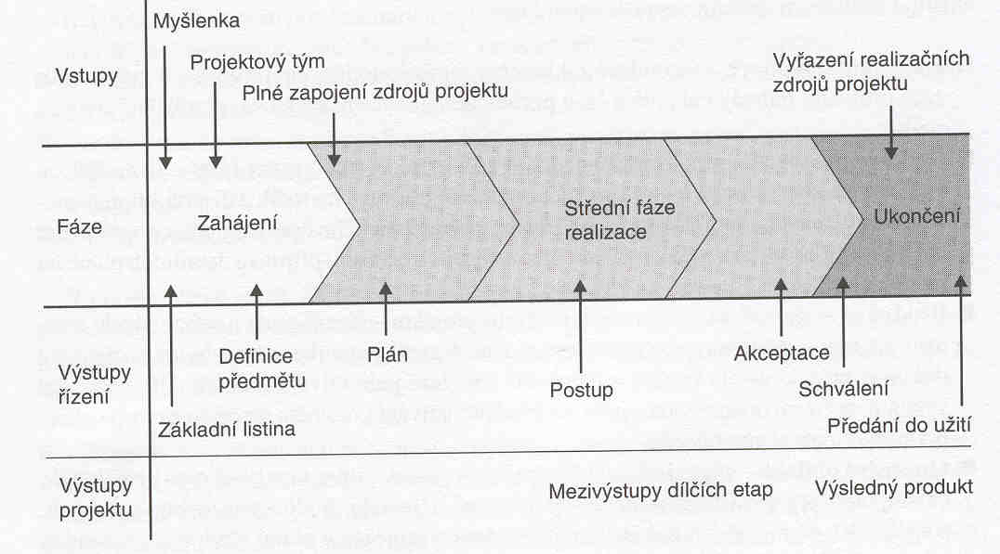 Myšlenka
Vstupy
Projektový tým
Plné zapojení zdrojů projektu
Vyřazení realizačních
zdrojů projektu
Fáze
Zahájení
Střední fáze
realizace
Ukončení
Výstupy
řízení
Základní listina
Definice
předmětu
Plán
Postup
Akceptace
Schválení
Předání do užití
Výstupy
projektu
Mezivýstupy dílčích etap
Výsledný produkt